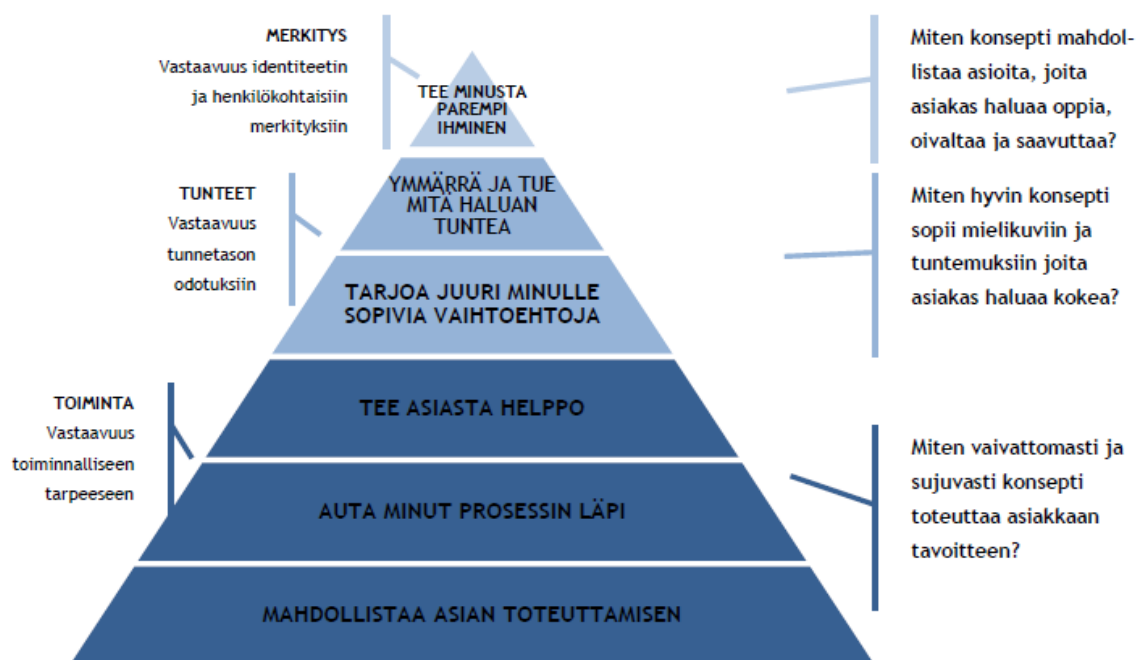 MERKITYS
Vastaavuus identiteetin
ja henkilökohtaisiin
merkityksiin
TEE MINUSTA
PAREMPI
IHMINEN
Miten konsepti mahdol-
listaa asioita, joita
asiakas haluaa oppia,
oivaltaa ja saavuttaa?
TUNTEET
Vastaavuus
tunnetason
odotuksiin
YMMÄRRÄ JA TUE
MITÄ HALUAN
TUNTEA
TARJOA JUURI MINULLE
SOPIVIA VAIHTOEHTOJA
Miten hyvin konsepti
sopii mielikuviin ja
tuntemuksiin joita
asiakas haluaa kokea?
TOIMINTA
Vastaavuus
toiminnalliseen
tarpeeseen
TEE ASIASTA HELPPO
AUTA MINUT PROSESSIN LÄPI
MAHDOLLISTAA ASIAN TOTEUTTAMISEN
Miten vaivattomasti ja
sujuvasti konsepti
toteuttaa asiakkaan
tavoitteen?